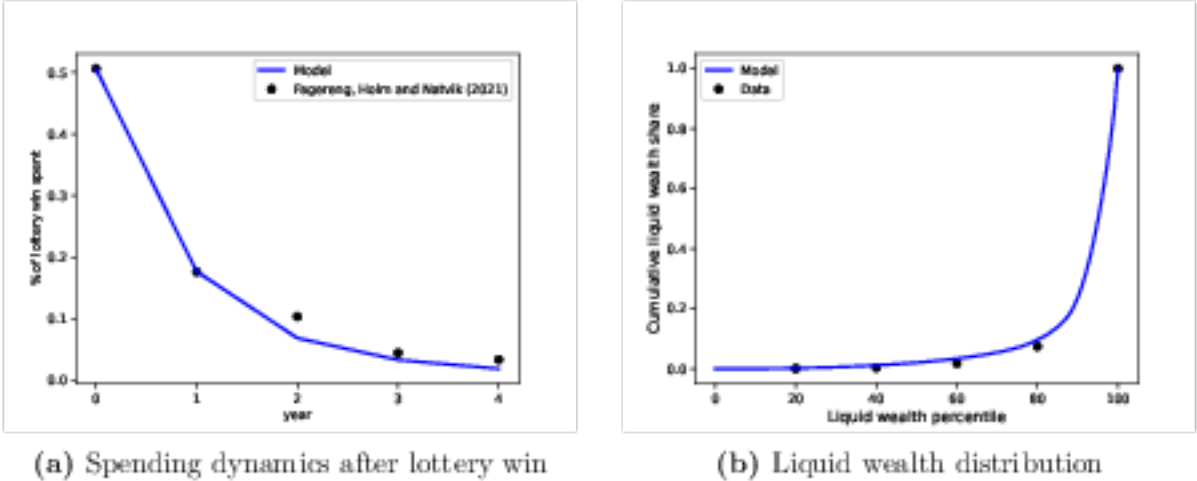 Model
Fagereng, Holm and Natvik (2021)
% of lottery win spent
0.5
0.4
0.3
0.2
0.1
0.0
0 1 2 3 4
year
(a) Spending dynamics after lottery win
Model
Data
Cumulative liquid wealth share
1.0
0.8
0.6
0.4
0.2
0.0
0 20 40 60 80 100
Liquid wealth percentile
(b) Liquid wealth distribution